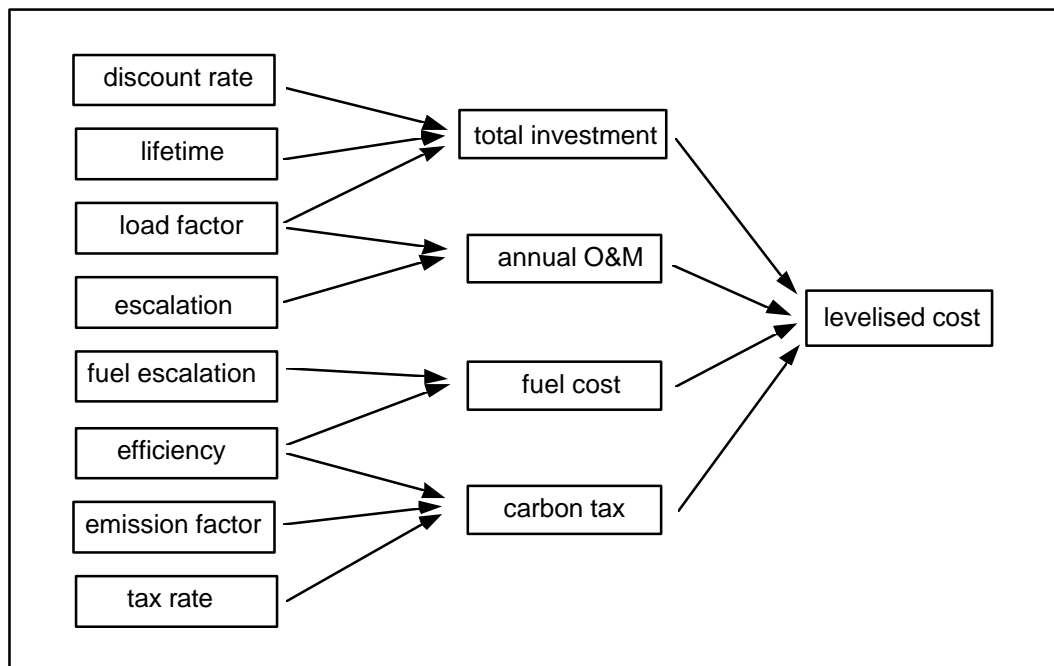 discount rate
lifetime
load factor
escalation
fuel escalation
efficiency
emission factor
tax rate
total investment
annual O&M
fuel cost
carbon tax
levelised cost